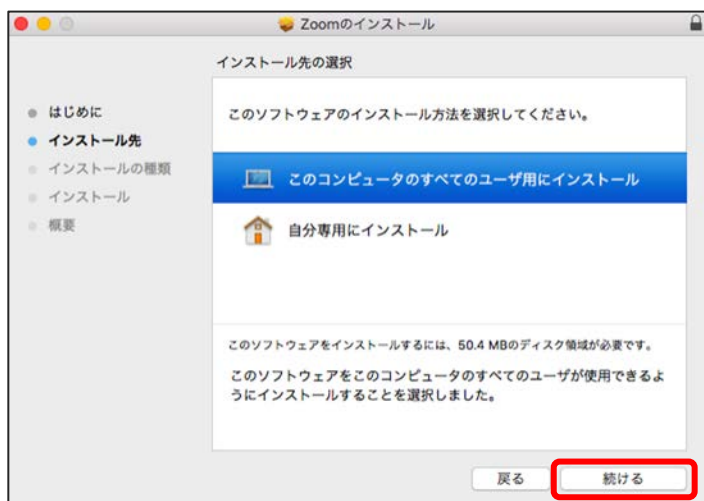 Zoomのインストール
インストール先の選択
はじめに
インストール先
インストールの種類
インストール
概要
このソフトウェアのインストール方法を選択してください。
このコンピュータのすべてのユーザ用にインストール
自分専用にインストール
このソフトウェアをインストールするには、50.4 MBのディスク領域が必要です。
このソフトウェアをこのコンピュータのすべてのユーザが使用できるよ
うにインストールすることを選択しました。
戻る
続ける